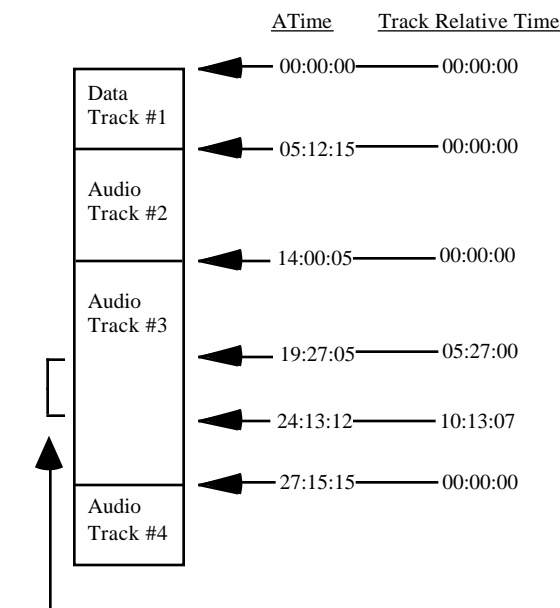 ATime Track Relative Time
00:00:00 00:00:00
Data
Track #1
05:12:15 00:00:00
Audio
Track #2
14:00:05 00:00:00
Audio
Track #3
19:27:05 05:27:00
24:13:12 10:13:07
27:15:15 00:00:00
Audio
Track #4